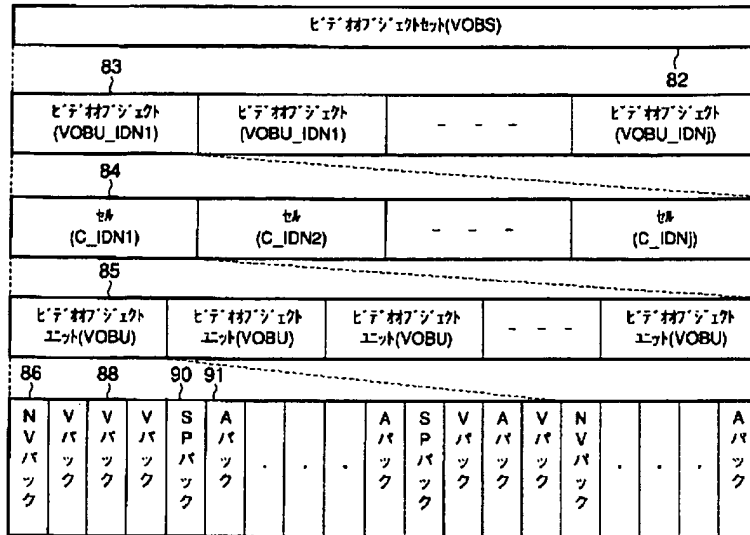 ビデオオブジェクトセット(VOBS)
83
82
ビデオオブジェクト
(VOBU_IDN1)
ビデオオブジェクト
(VOBU_IDN1)
- - -
ビデオオブジェクト
(VOBU_IDNj)
84
セル
(C_IDN1)
セル
(C_IDN2)
- - -
セル
(C_IDNj)
85
ビデオオブジェクト
ユニット(VOBU)
ビデオオブジェクト
ユニット(VOBU)
ビデオオブジェクト
ユニット(VOBU)
- - -
ビデオオブジェクト
ユニット(VOBU)
86
88
90
91
NVパック
Vパック
Vパック
Vパック
SPパック
Aパック
. . .
Aパック
SPパック
Vパック
Aパック
Vパック
NVパック
. . .
Aパック